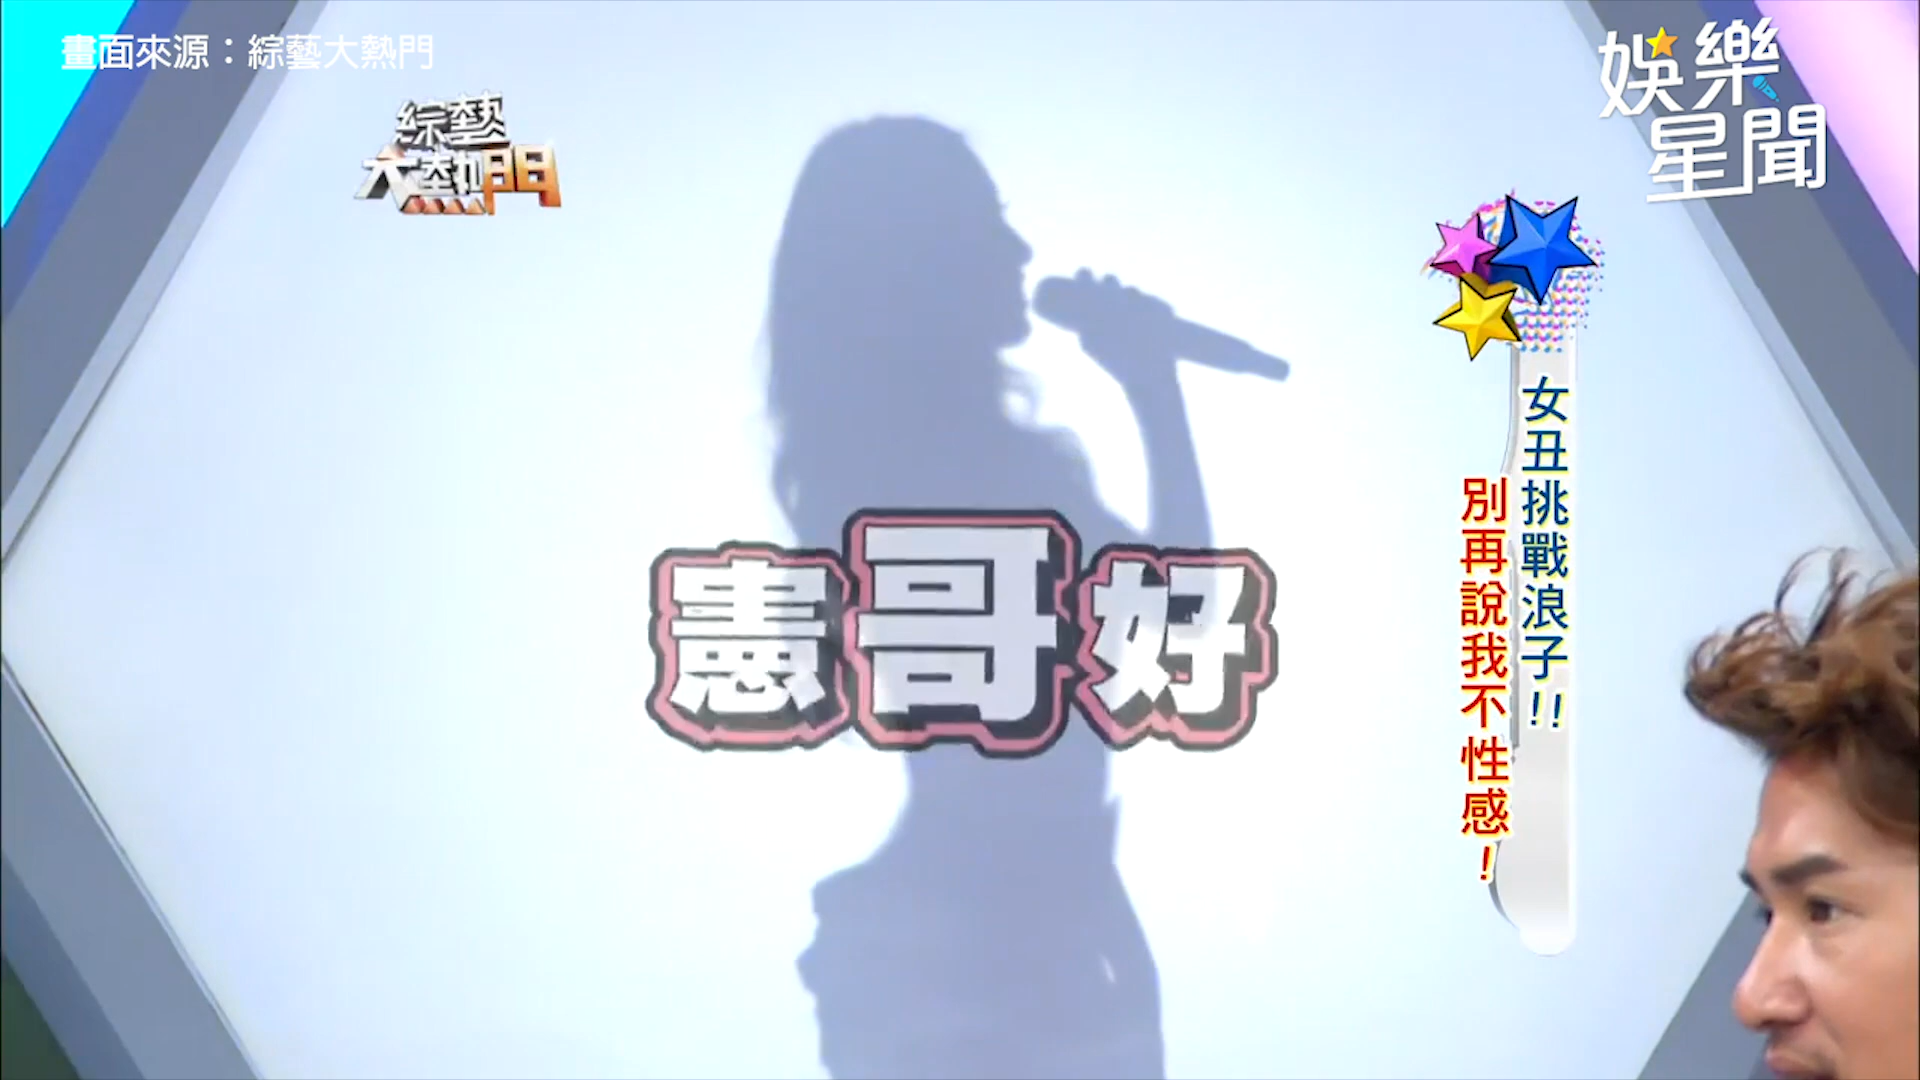 畫面來源：綜藝大熱門
綜藝
大熱門
娛樂
星聞
女丑挑戰浪子!!
別再說我不性感！
憲哥好